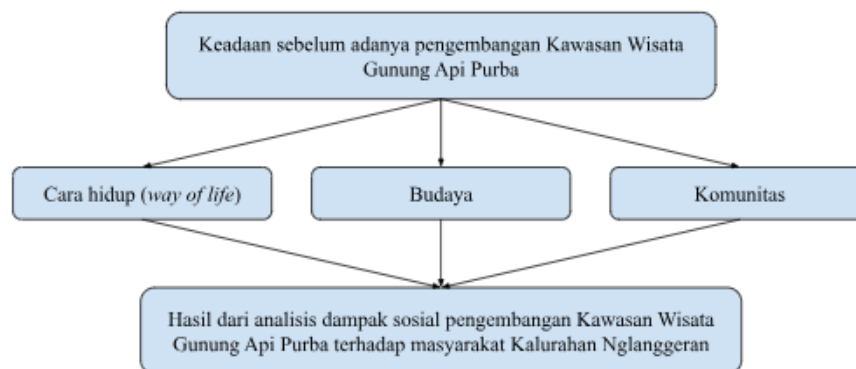 Keadaan sebelum adanya pengembangan Kawasan Wisata
Gunung Api Purba
Cara hidup (way of life)
Budaya
Komunitas
Hasil dari analisis dampak sosial pengembangan Kawasan Wisata
Gunung Api Purba terhadap masyarakat Kalurahan Nglanggeran